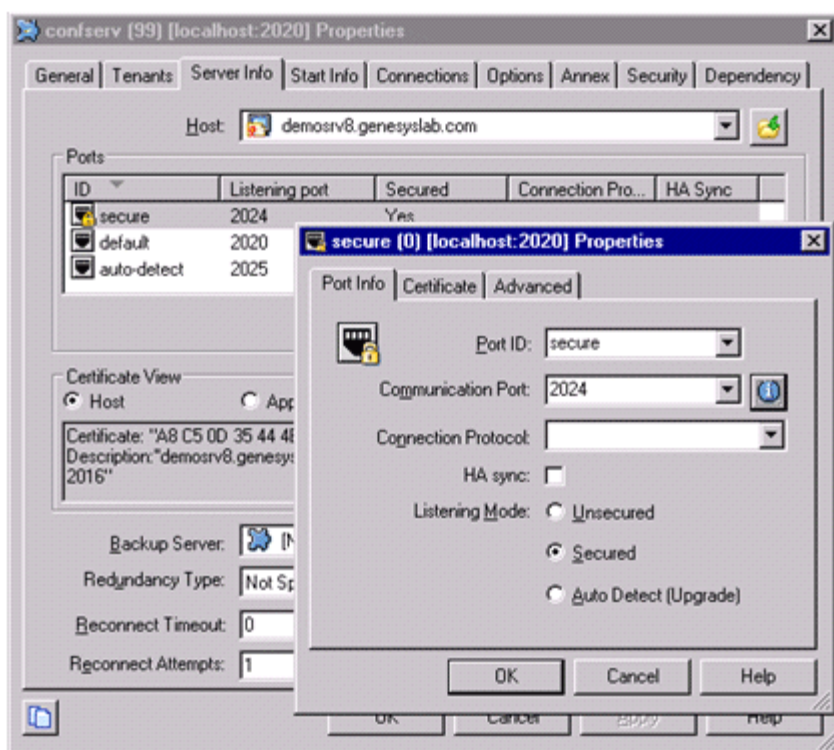 confserv (99) [localhost:2020] Properties
General Tenants Server Info Start Info Connections Options Annex Security Dependency
Host: demosrv8.genesyslab.com
Ports
ID Listening port Secured Connection Pro... HA Sync
secure 2024 Yes
default 2020
auto-detect 2025
secure (0) [localhost:2020] Properties
Port Info Certificate Advanced
Port ID: secure
Communication Port: 2024
Connection Protocol:
HA sync:
Listening Mode: Unsecured
Secured
Auto Detect (Upgrade)
OK Cancel Help
Certificate View
Host App
Certificate: "A8 C5 0D 35 44 4E
Description:"demosrv8.genesys
2016"
Backup Server: [N
Redundancy Type: Not Sp
Reconnect Timeout: 0
Reconnect Attempts: 1
OK Cancel Apply Help